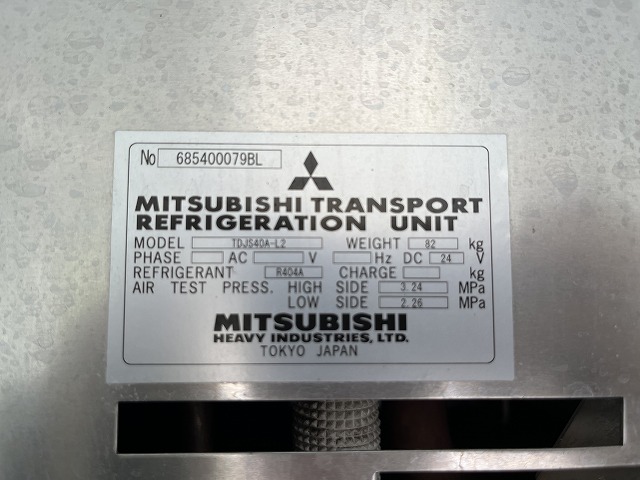 No 685400079BL
MITSUBISHI TRANSPORT
REFRIGERATION UNIT
MODEL TDJS40A-L2 WEIGHT 82 kg
PHASE AC V Hz DC 24 V
REFRIGERANT R404A CHARGE kg
AIR TEST PRESS. HIGH SIDE 3.24 MPa
LOW SIDE 2.26 MPa
MITSUBISHI
HEAVY INDUSTRIES, LTD.
TOKYO JAPAN